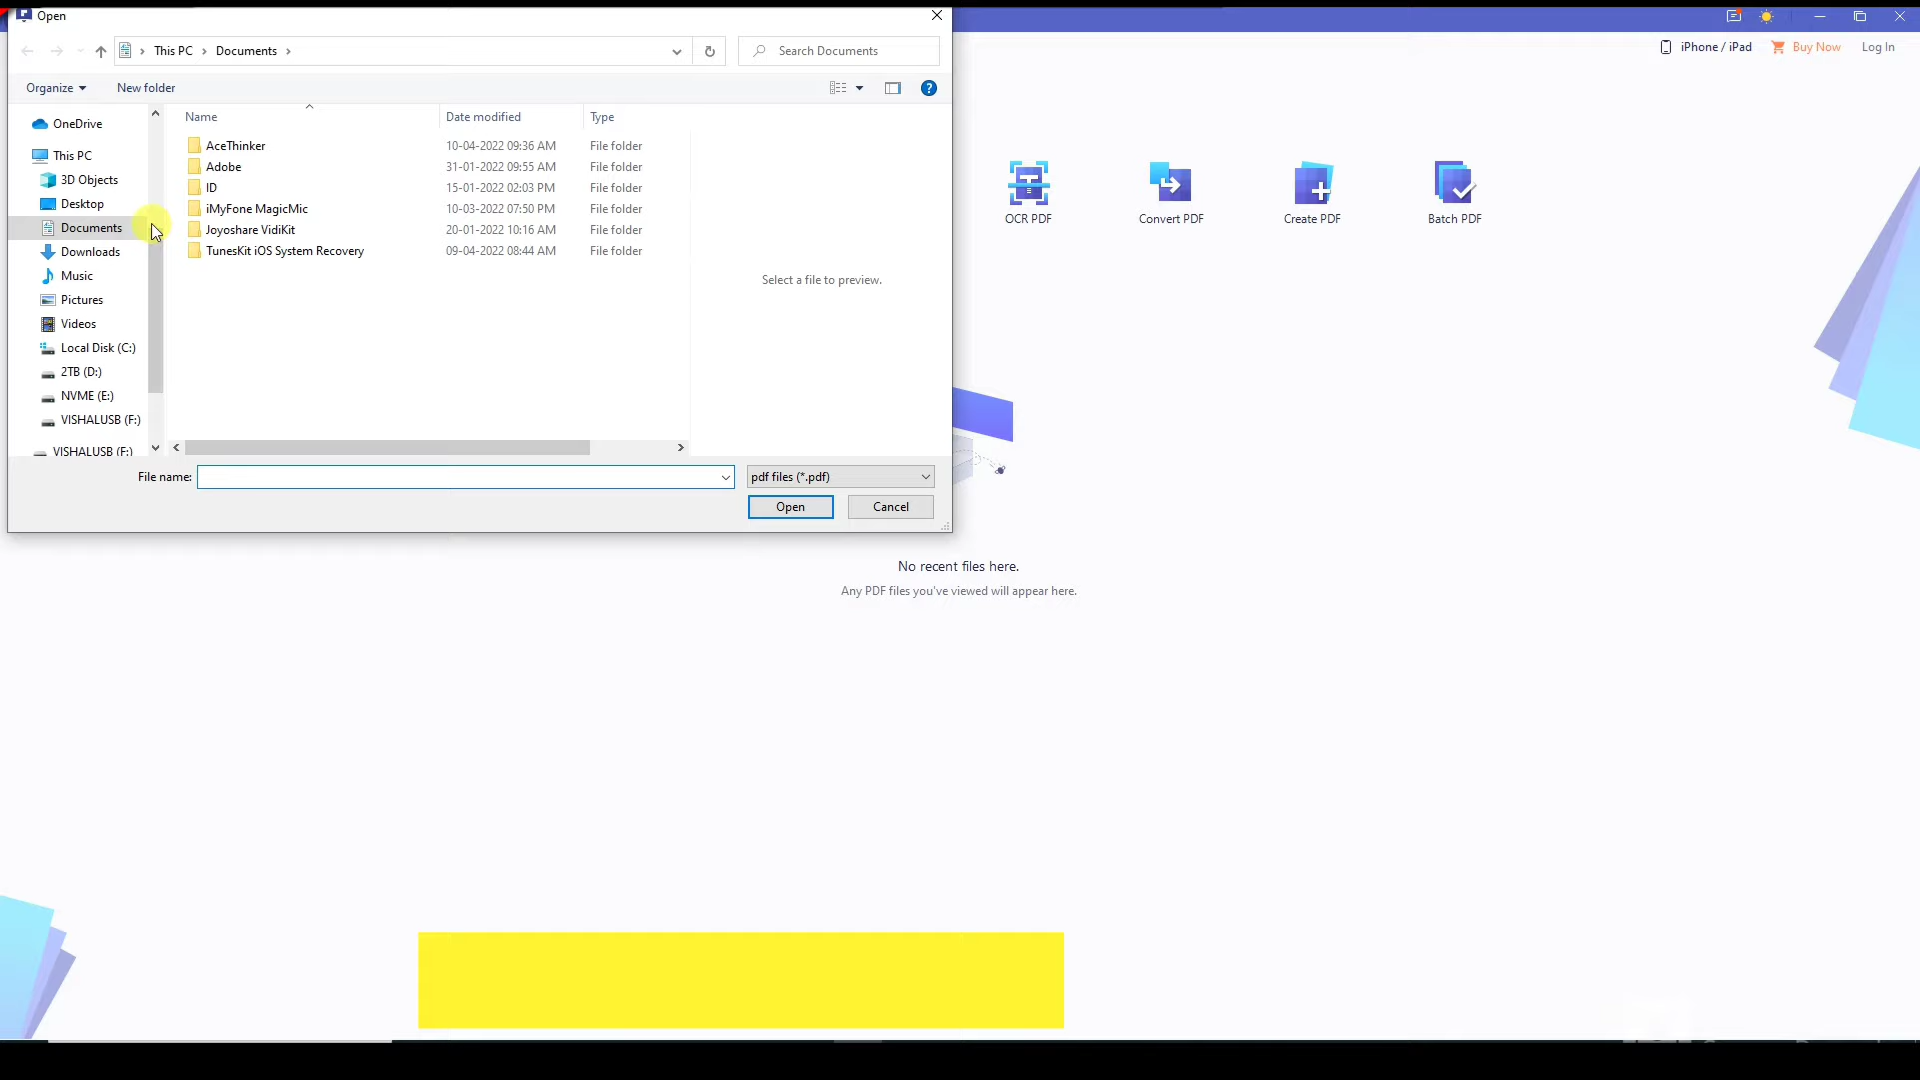 Open
iPhone / iPad
Buy Now
Log In
This PC
Documents
Search Documents
Organize
New folder
?
Name
Date modified
Type
OneDrive
This PC
3D Objects
Desktop
Documents
Downloads
Music
Pictures
Videos
Local Disk (C:)
2TB (D:)
NVME (E:)
VISHALUSB (F:)
VISHALUSB (F:)
AceThinker 10-04-2022 09:36 AM File folder
Adobe 31-01-2022 09:55 AM File folder
ID 15-01-2022 02:03 PM File folder
iMyFone MagicMic 10-03-2022 07:50 PM File folder
Joyoshare VidiKit 20-01-2022 10:16 AM File folder
TunesKit iOS System Recovery 09-04-2022 08:44 AM File folder
Select a file to preview.
File name:
pdf files (*.pdf)
Open
Cancel
OCR PDF
Convert PDF
Create PDF
Batch PDF
No recent files here.
Any PDF files you've viewed will appear here.